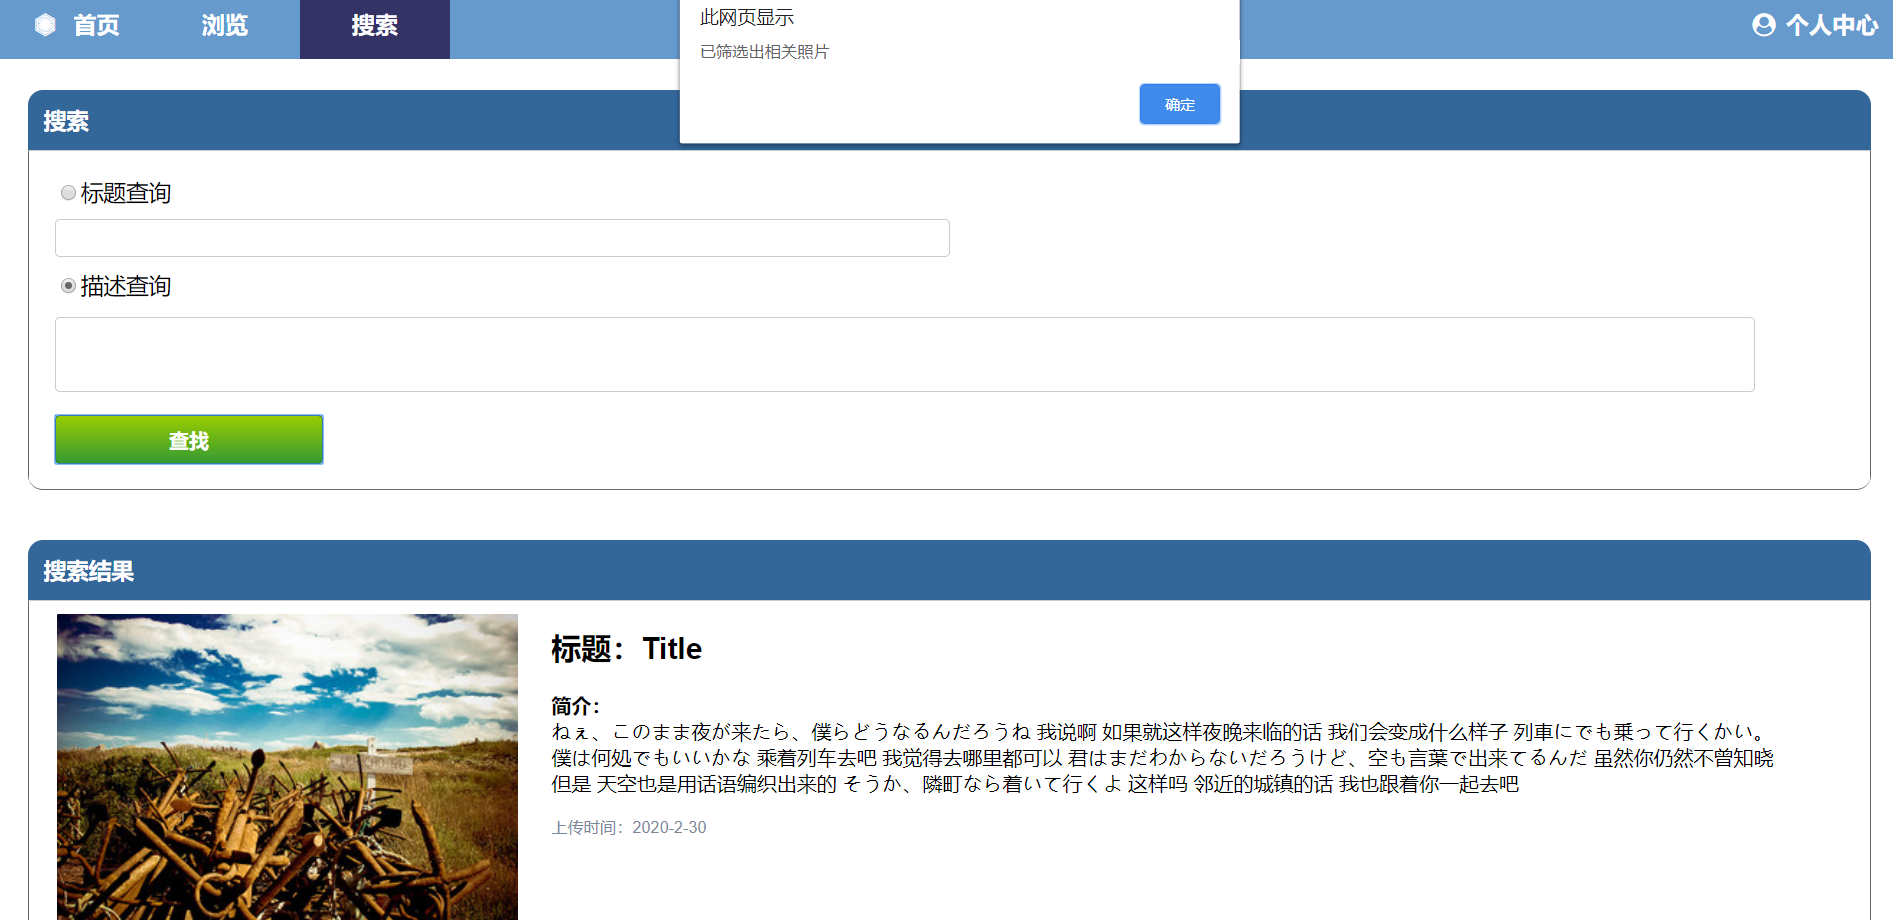 首页 浏览 搜索 个人中心
此网页显示
已筛选出相关照片
确定
搜索
标题查询
描述查询
查找
搜索结果
标题：Title
简介：
ねぇ、このまま夜が来たら、僕らどうなるんだろうね 我说啊 如果就这样夜晚来临的话 我们会变成什么样子 列車にでも乗って行くかい。
僕は何処でもいいかな 乘着列车去吧 我觉得去哪里都可以 君はまだわからないだろうけど、空も言葉で出来てるんだ 虽然你仍然不曾知晓
但是 天空也是用话语编织出来的 そうか、隣町なら着いて行くよ 这样吗 邻近的城镇的话 我也跟着你一起去吧
上传时间：2020-2-30